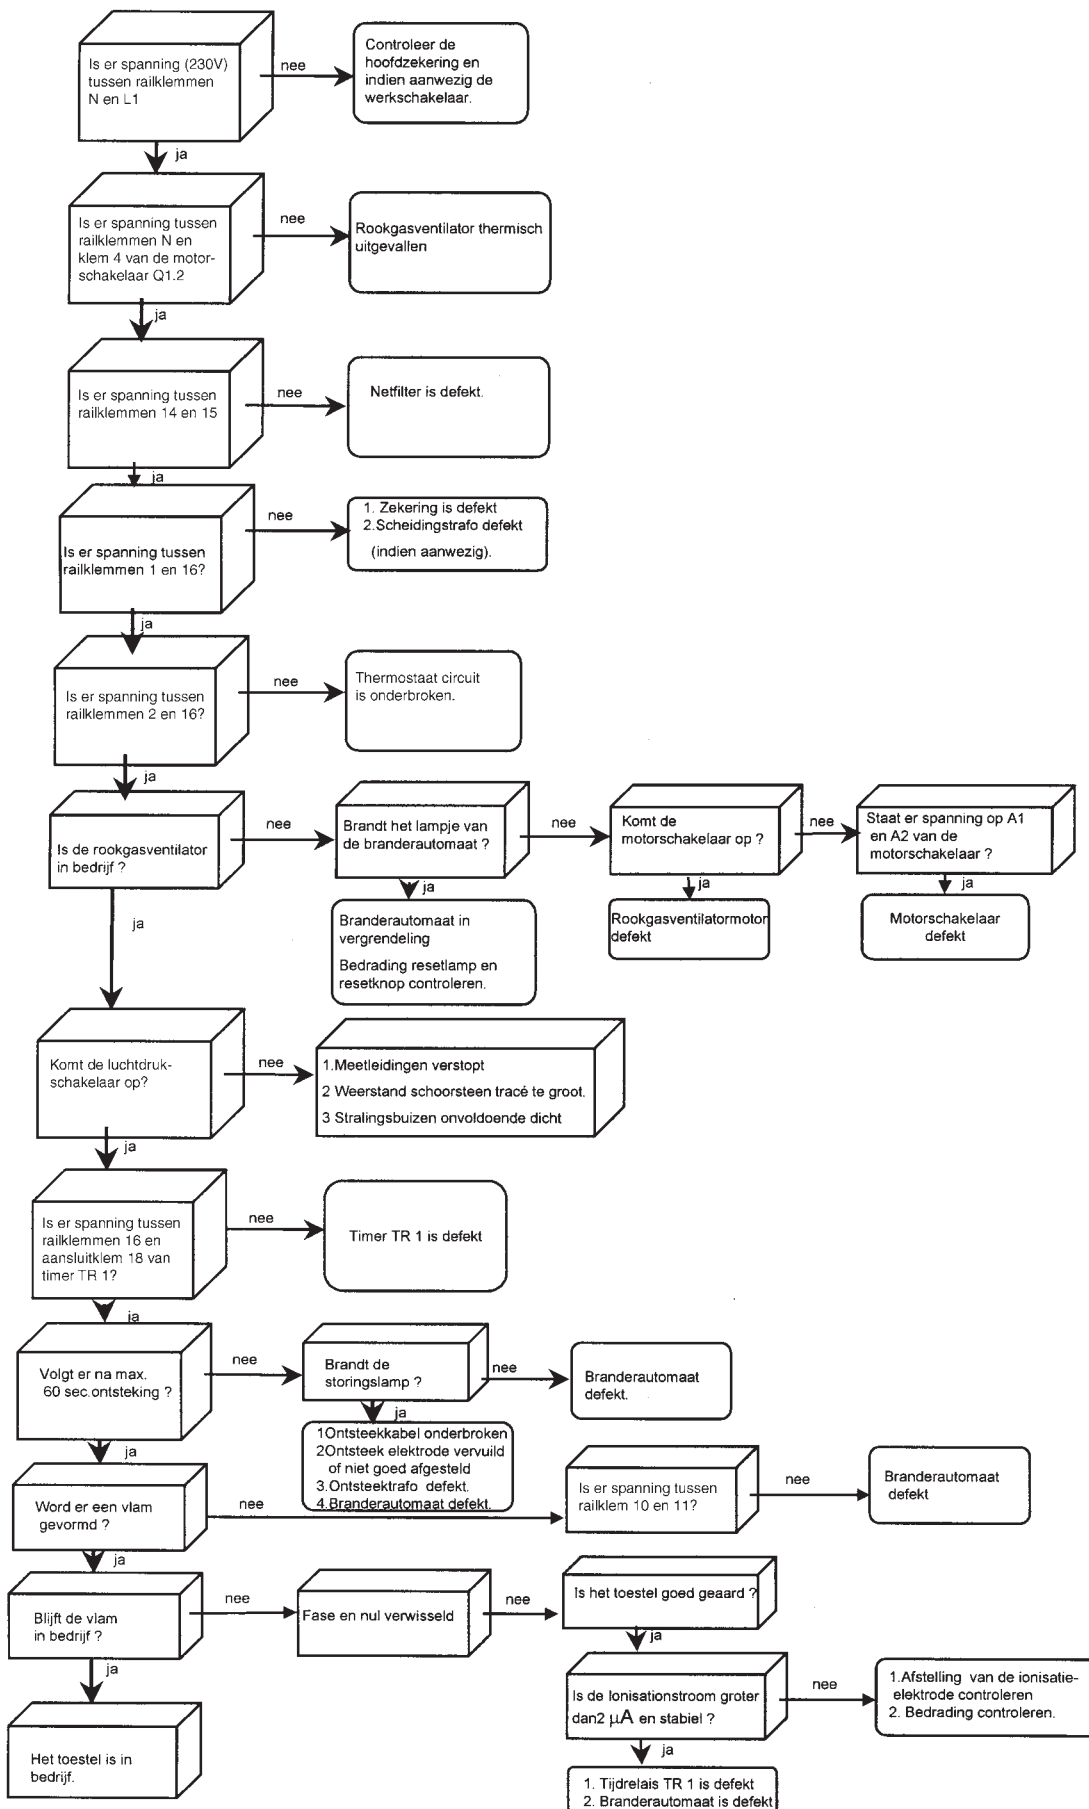 Is er spanning (230V)
tussen railklemmen
N en L1
nee
Controleer de
hoofdzekering en
indien aanwezig de
werkschakelaar.
ja
Is er spanning tussen
railklemmen N en
klem 4 van de motor-
schakelaar Q1.2
nee
Rookgasventilator thermisch
uitgevallen
ja
Is er spanning tussen
railklemmen 14 en 15
nee
Netfilter is defekt.
ja
Is er spanning tussen
railklemmen 1 en 16?
nee
1. Zekering is defekt
2.Scheidingstrafo defekt
(indien aanwezig).
ja
Is er spanning tussen
railklemmen 2 en 16?
nee
Thermostaat circuit
is onderbroken.
ja
Is de rookgasventilator
in bedrijf ?
nee
Brandt het lampje van
de branderautomaat ?
nee
Komt de
motorschakelaar op ?
nee
Staat er spanning op A1
en A2 van de
motorschakelaar ?
ja
Branderautomaat in
vergrendeling
Bedrading resetlamp en
resetknop controleren.
ja
Rookgasventilatormotor
defekt
ja
Motorschakelaar
defekt
ja
Komt de luchtdruk-
schakelaar op?
nee
1.Meetleidingen verstopt
2 Weerstand schoorsteen tracé te groot.
3 Stralingsbuizen onvoldoende dicht
ja
Is er spanning tussen
railklemmen 16 en
aansluitklem 18 van
timer TR 1?
nee
Timer TR 1 is defekt
ja
Volgt er na max.
60 sec.ontsteking ?
nee
Brandt de
storingslamp ?
nee
Branderautomaat
defekt.
ja
1Ontsteekkabel onderbroken
2Ontsteek elektrode vervuild
of niet goed afgesteld
3.Ontsteektrafo defekt.
4.Branderautomaat defekt.
ja
Word er een vlam
gevormd ?
nee
Is er spanning tussen
railklem 10 en 11?
nee
Branderautomaat
defekt
ja
Blijft de vlam
in bedrijf ?
nee
Fase en nul verwisseld
nee
Is het toestel goed geaard ?
ja
Is de Ionisationstroom groter
dan2 µA en stabiel ?
nee
1.Afstelling van de ionisatie-
elektrode controleren
2. Bedrading controleren.
ja
1. Tijdrelais TR 1 is defekt
2. Branderautomaat is defekt
ja
Het toestel is in
bedrijf.